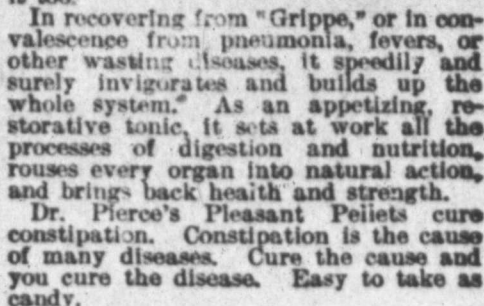 is too.
In recovering from "Grippe," or in con-
valescence from pneumonia, fevers, or
other wasting diseases, it speedily and
surely invigorates and builds up the
whole system." As an appetizing, re-
storative tonic, it sets at work all the
processes of digestion and nutrition,
rouses every organ into natural action,
and brings back health and strength.
Dr. Pierce's Pleasant Pellets cure
constipation. Constipation is the cause
of many diseases. Cure the cause and
you cure the disease. Easy to take as
candy.